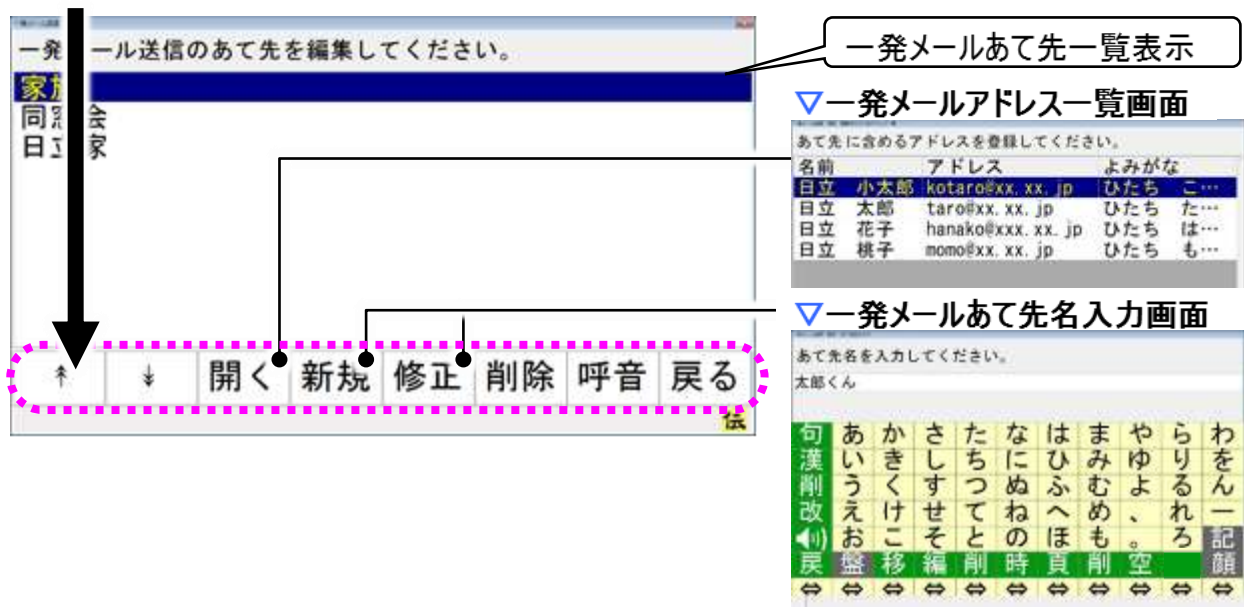 一発 ール送信のあて先を編集してください。
家族
同窓会
日立家
↟ ↡ 開く 新規 修正 削除 呼音 戻る
伝
一発メールあて先一覧表示
▽一発メールアドレス一覧画面
あて先に含めるアドレスを登録してください。
名前 アドレス よみがな
日立 小太郎 kotaro@xx.xx.jp ひたち こ…
日立 太郎 taro@xx.xx.jp ひたち た…
日立 花子 hanako@xxx.xx.jp ひたち は…
日立 桃子 momo@xx.xx.jp ひたち も…
▽一発メールあて先名入力画面
あて先名を入力してください。
太郎くん
句 あ か さ た な は ま や ら わ
漢 い き し ち に ひ み ゆ り を
削 う く す つ ぬ ふ む よ る ん
改 え け せ て ね へ め 、 れ ー
お こ そ と の ほ も 。 ろ 記
戻 盤 移 編 削 時 頁 削 空 顔
⇔ ⇔ ⇔ ⇔ ⇔ ⇔ ⇔ ⇔ ⇔ ⇔ ⇔